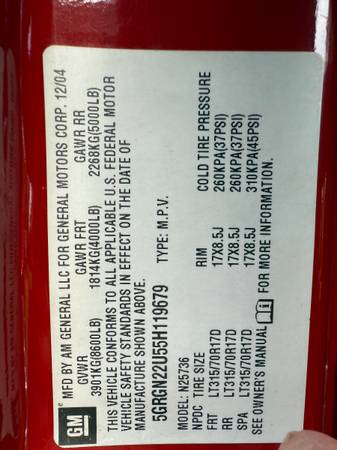 GM
MFD BY AM GENERAL LLC FOR GENERAL MOTORS CORP. 12/04
GVWR GAWR FRT GAWR RR
3901KG(8600LB) 1814KG(4000LB) 2268KG(5000LB)
THIS VEHICLE CONFORMS TO ALL APPLICABLE U.S. FEDERAL MOTOR
VEHICLE SAFETY STANDARDS IN EFFECT ON THE DATE OF
MANUFACTURE SHOWN ABOVE.
5GRGN22U55H119679 TYPE: M.P.V.
MODEL: N25736
NPDC TIRE SIZE RIM COLD TIRE PRESSURE
FRT LT315/70R17D 17X8.5J 260KPA(37PSI)
RR LT315/70R17D 17X8.5J 260KPA(37PSI)
SPA LT315/70R17D 17X8.5J 310KPA(45PSI)
SEE OWNER'S MANUAL FOR MORE INFORMATION.